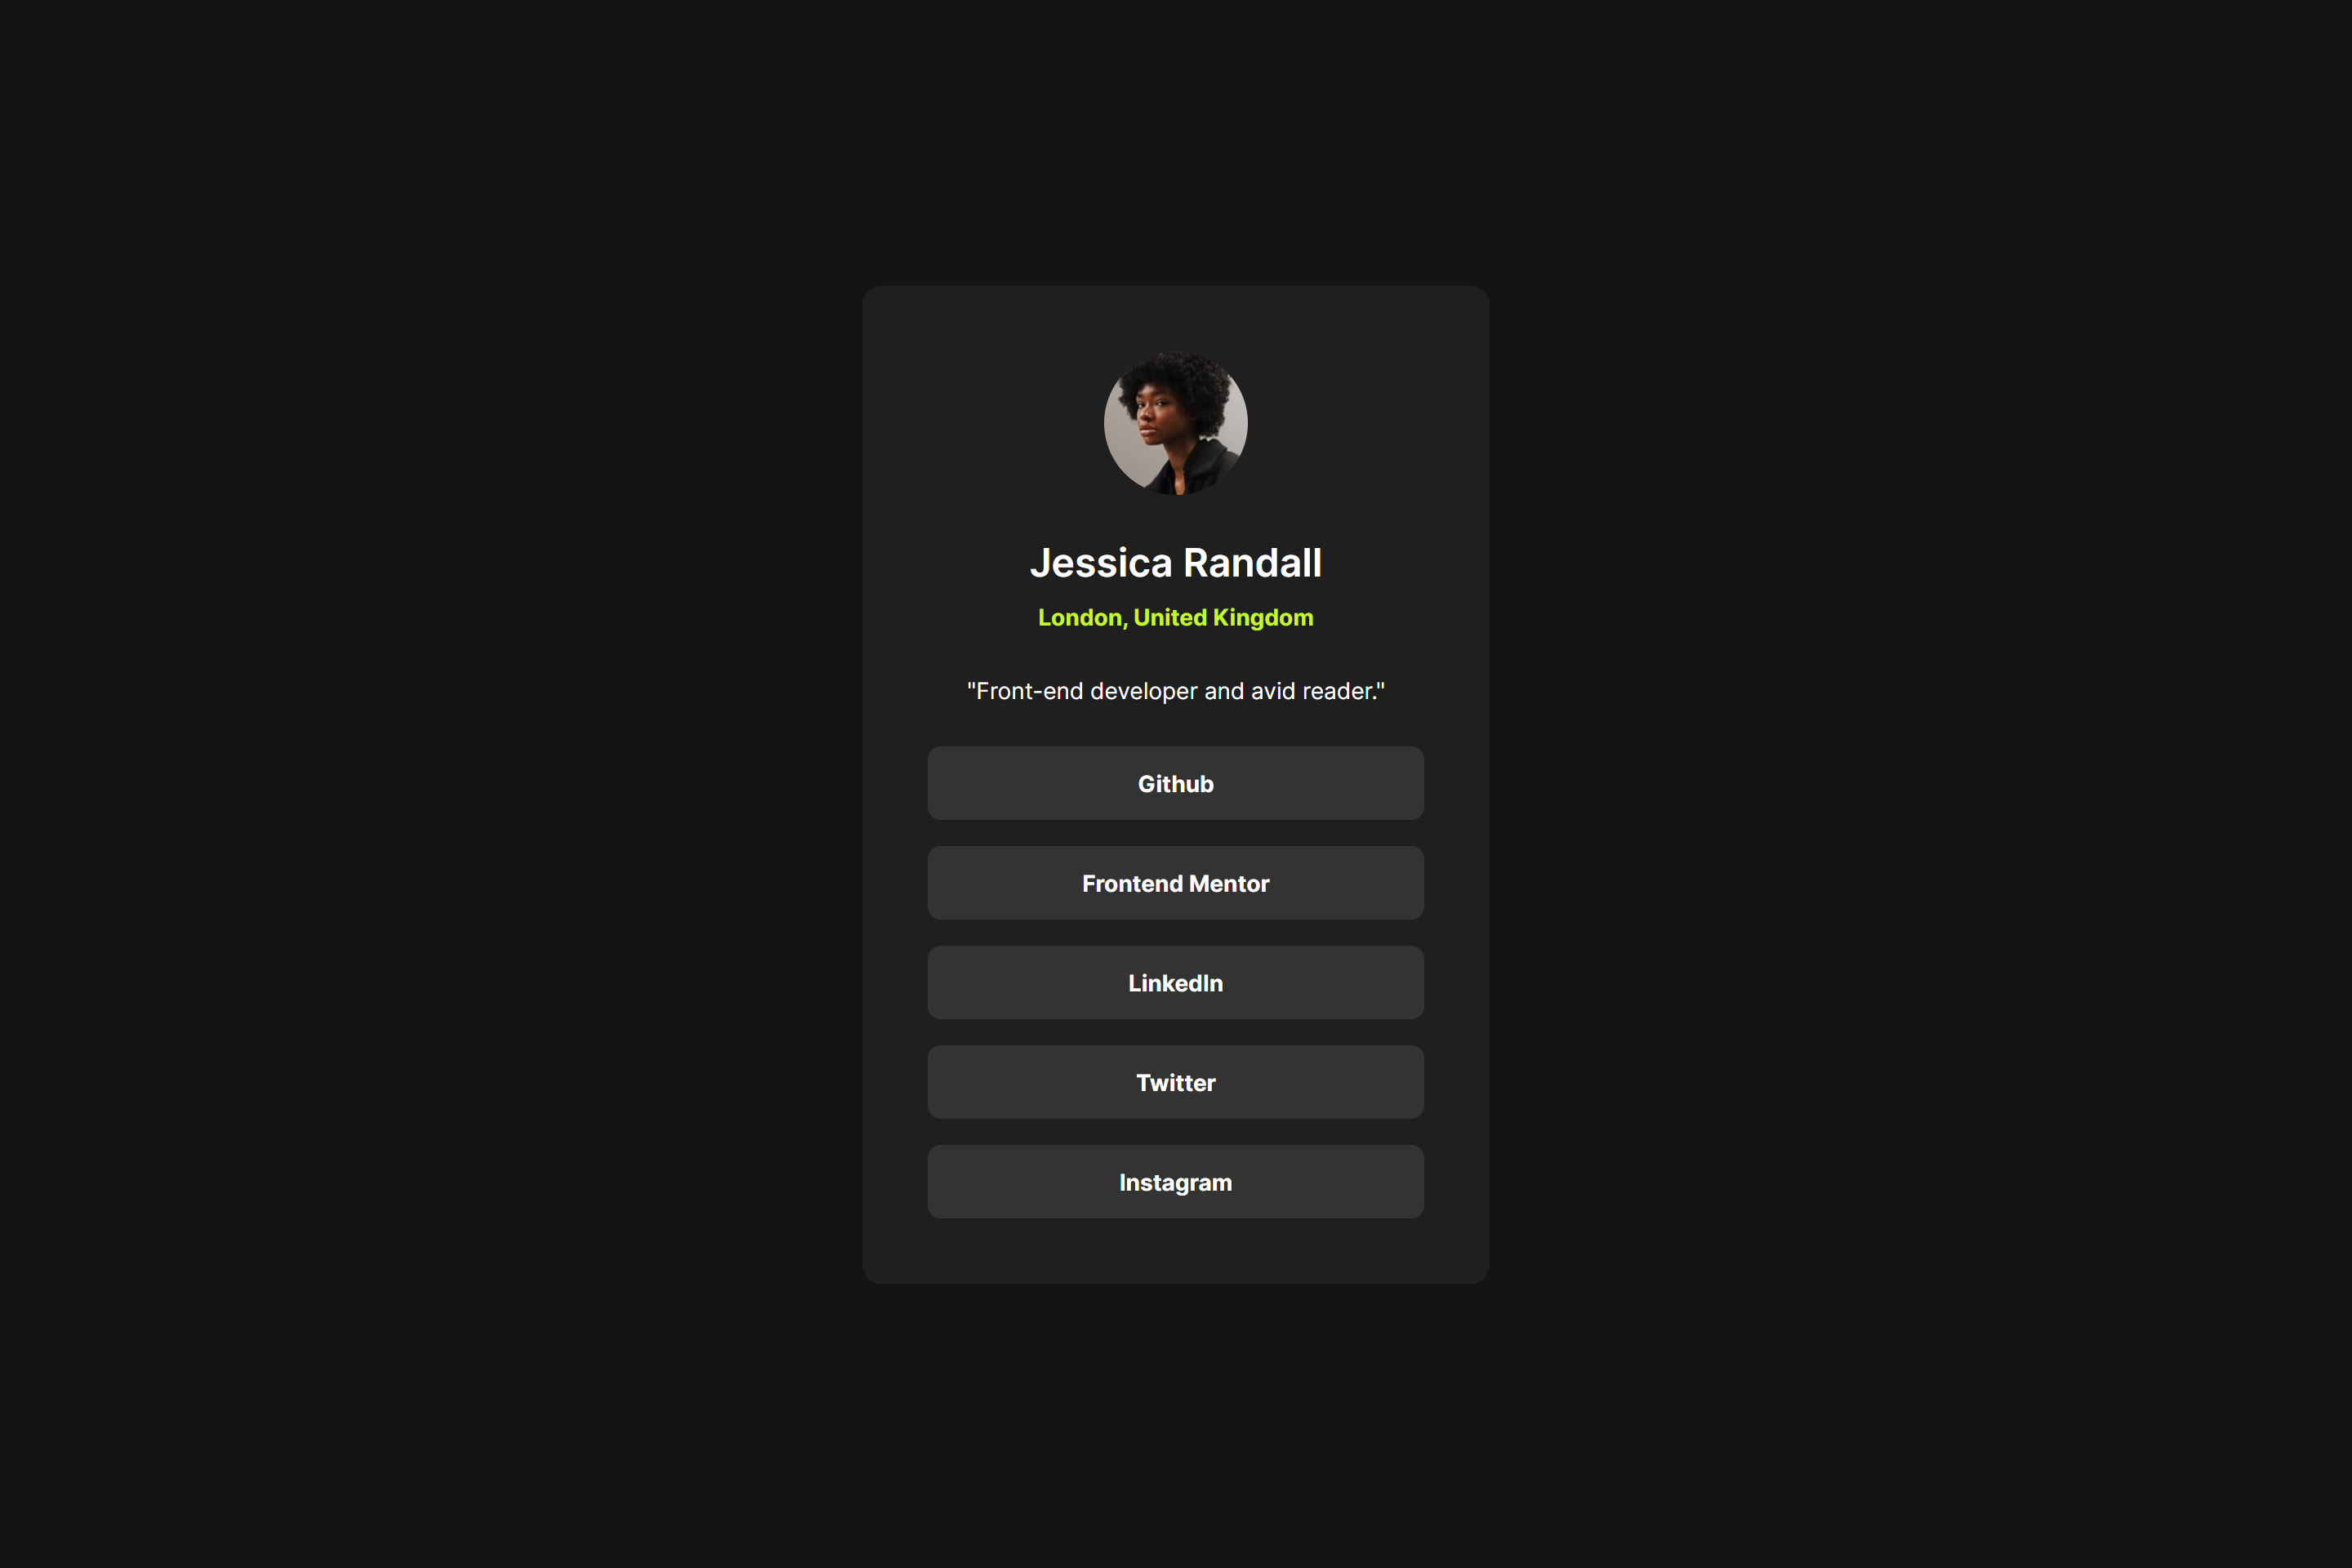 Jessica Randall
London, United Kingdom
"Front-end developer and avid reader."
Github
Frontend Mentor
LinkedIn
Twitter
Instagram